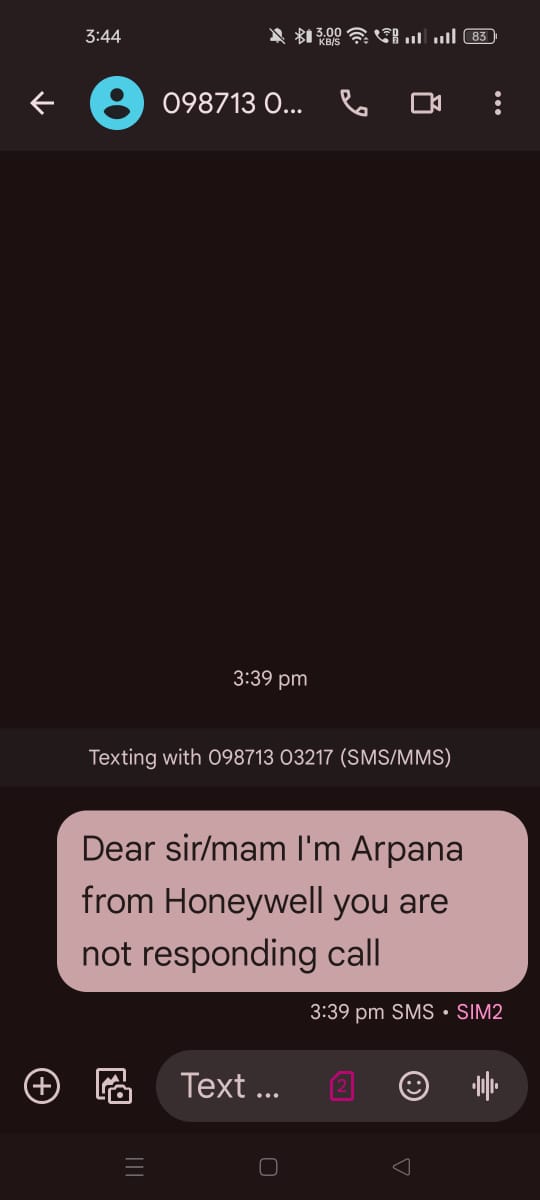 3:44
3.00
KB/S
83
098713 0...
3:39 pm
Texting with 098713 03217 (SMS/MMS)
Dear sir/mam I'm Arpana
from Honeywell you are
not responding call
3:39 pm SMS • SIM2
Text ...
2